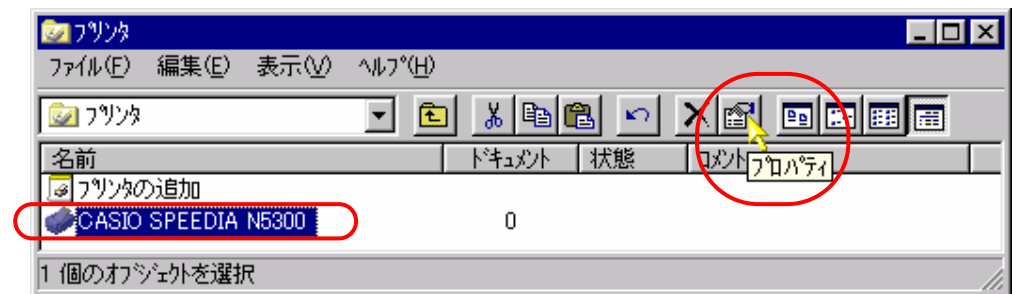 プリンタ
ファイル(F) 編集(E) 表示(V) ヘルプ(H)
プリンタ
名前 ドキュメント 状態 コメント
プロパティ
プリンタの追加
CASIO SPEEDIA N5300 0
1 個のオブジェクトを選択